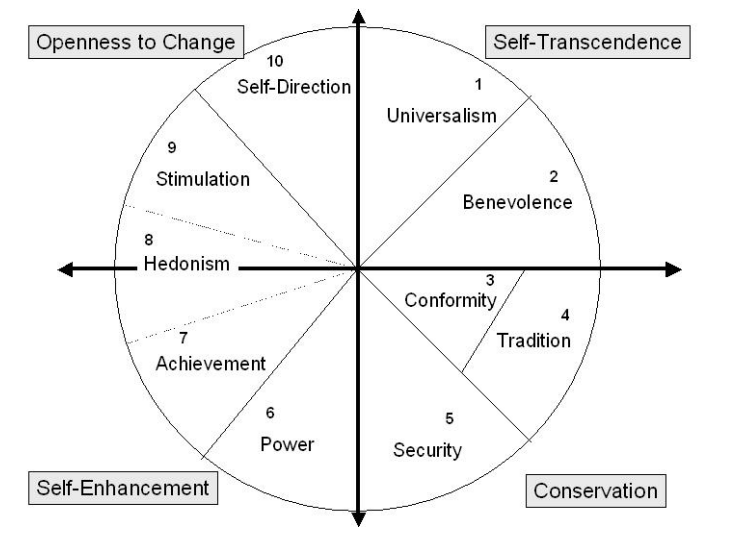 Openness to Change
Self-Transcendence
10
Self-Direction
1
Universalism
9
Stimulation
2
Benevolence
8
Hedonism
3
Conformity
4
Tradition
7
Achievement
6
Power
5
Security
Self-Enhancement
Conservation